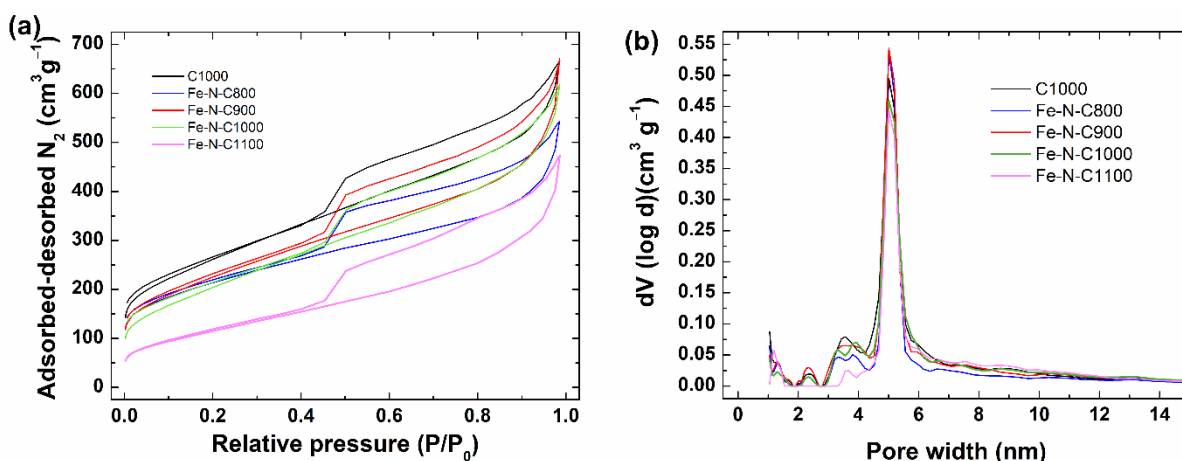 (a)
Adsorbed-desorbed N₂ (cm³g⁻¹)
700
600
500
400
300
200
100
0
C1000
Fe-N-C800
Fe-N-C900
Fe-N-C1000
Fe-N-C1100
0.0 0.2 0.4 0.6 0.8 1.0
Relative pressure (P/P₀)
(b)
dV (log d)(cm³ g⁻¹)
0.55
0.50
0.45
0.40
0.35
0.30
0.25
0.20
0.15
0.10
0.05
0.00
C1000
Fe-N-C800
Fe-N-C900
Fe-N-C1000
Fe-N-C1100
0 2 4 6 8 10 12 14
Pore width (nm)